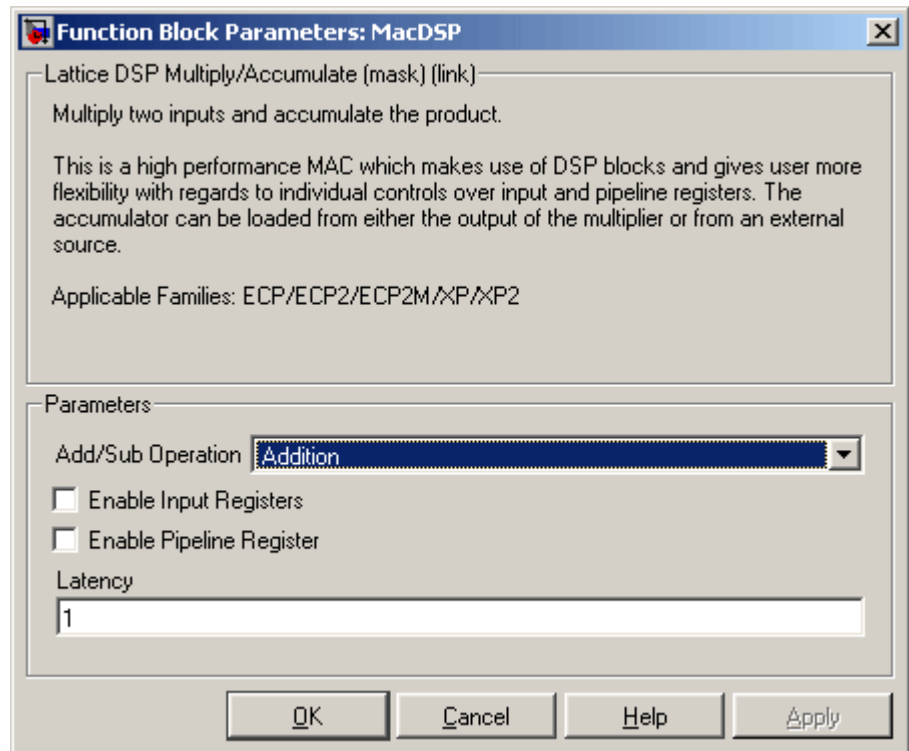 Function Block Parameters: MacDSP
Lattice DSP Multiply/Accumulate (mask) (link)
Multiply two inputs and accumulate the product.
This is a high performance MAC which makes use of DSP blocks and gives user more
flexibility with regards to individual controls over input and pipeline registers. The
accumulator can be loaded from either the output of the multiplier or from an external
source.
Applicable Families: ECP/ECP2/ECP2M/XP/XP2
Parameters
Add/Sub Operation Addition
Enable Input Registers
Enable Pipeline Register
Latency
1
OK Cancel Help Apply